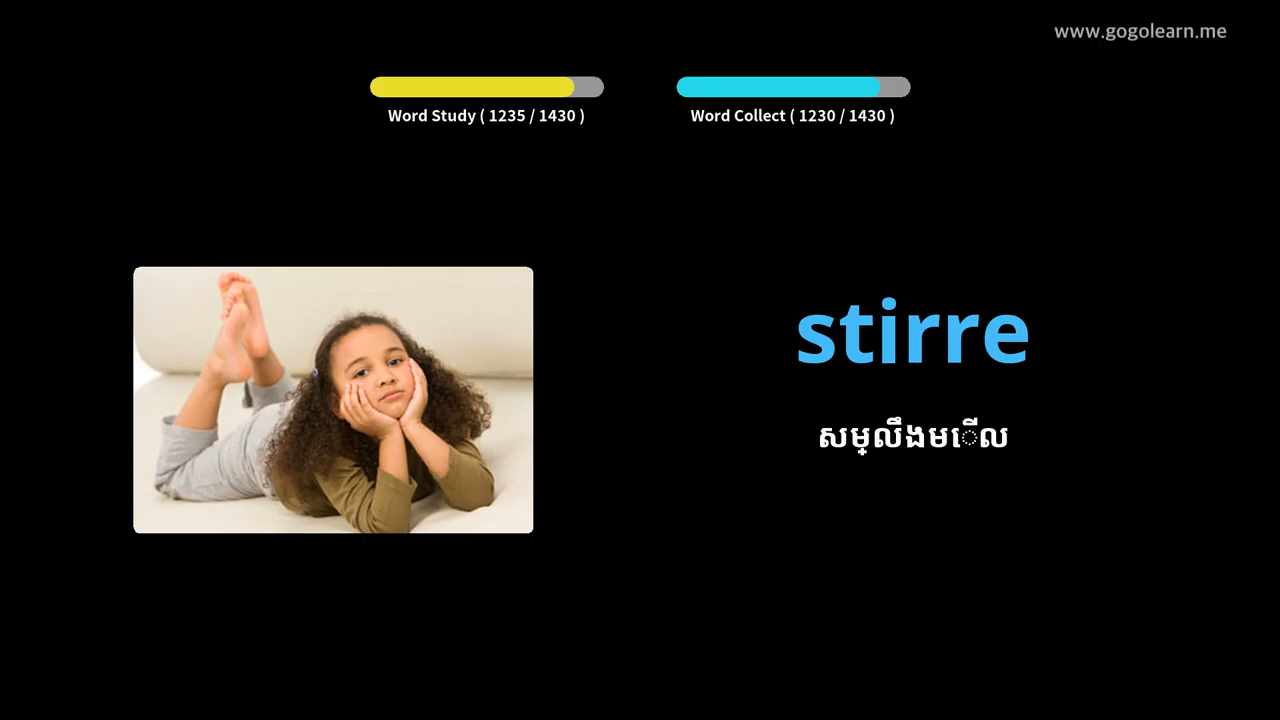 www.gogolearn.me
Word Study ( 1235 / 1430 )
Word Collect ( 1230 / 1430 )
stirre
សម្លឹងមើល